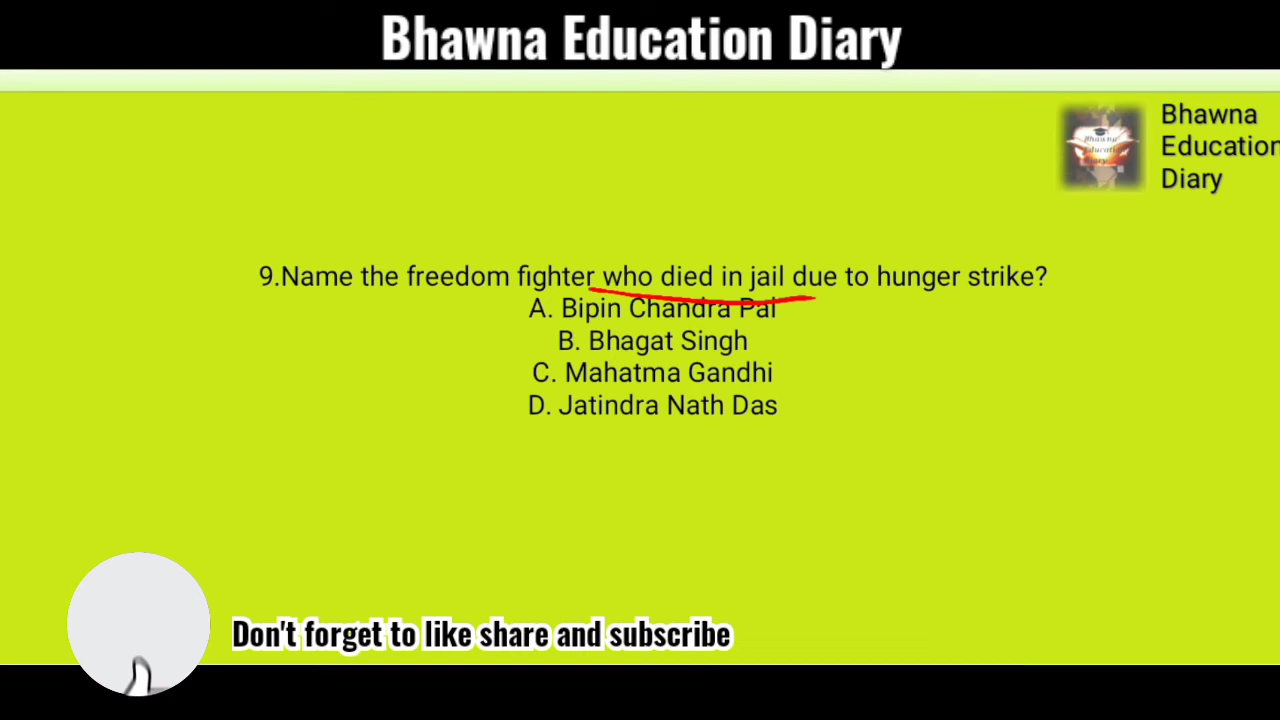 Bhawna Education Diary
Bhawna
Education
Diary
9.Name the freedom fighter who died in jail due to hunger strike?
A. Bipin Chandra Pal
B. Bhagat Singh
C. Mahatma Gandhi
D. Jatindra Nath Das
Don't forget to like share and subscribe